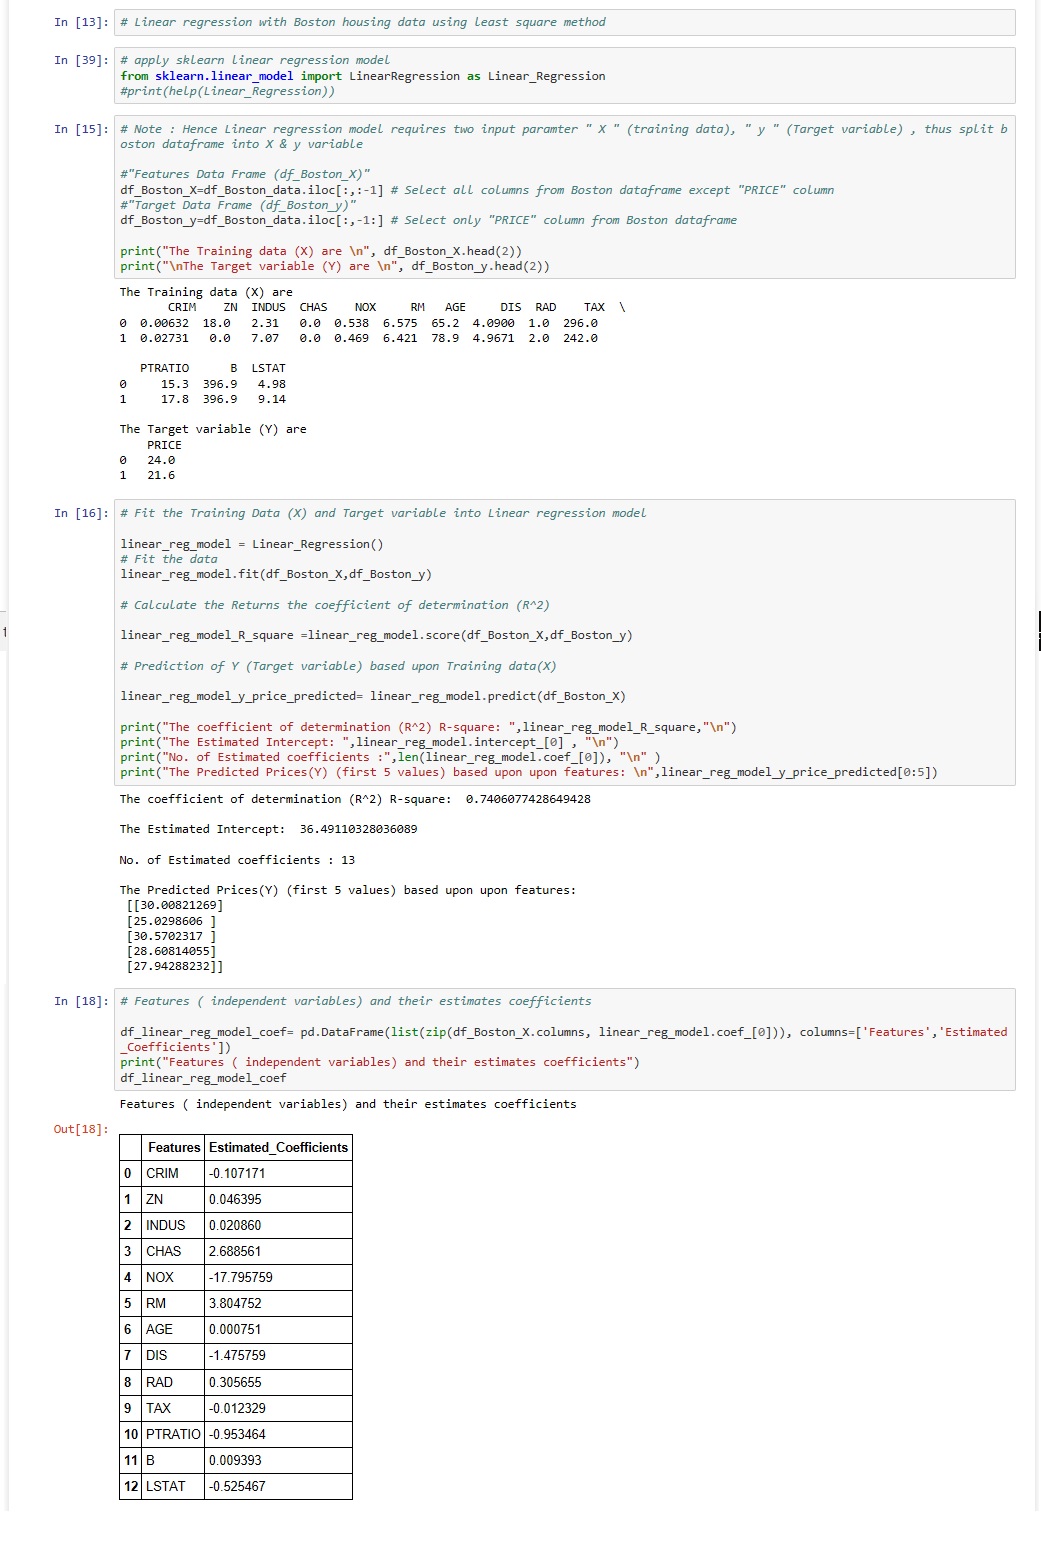 In [13]: # Linear regression with Boston housing data using least square method
In [39]: # apply sklearn linear regression model
from sklearn.linear_model import LinearRegression as Linear_Regression
#print(help(Linear_Regression))
In [15]: # Note : Hence Linear regression model requires two input paramter " X " (training data), " y " (Target variable) , thus split b
oston dataframe into X & y variable
#"Features Data Frame (df_Boston_X)"
df_Boston_X=df_Boston_data.iloc[:,:-1] # Select all columns from Boston dataframe except "PRICE" column
#"Target Data Frame (df_Boston_y)"
df_Boston_y=df_Boston_data.iloc[:,-1:] # Select only "PRICE" column from Boston dataframe
print("The Training data (X) are \n", df_Boston_X.head(2))
print("\nThe Target variable (Y) are \n", df_Boston_y.head(2))
The Training data (X) are
CRIM ZN INDUS CHAS NOX RM AGE DIS RAD TAX \
0 0.00632 18.0 2.31 0.0 0.538 6.575 65.2 4.0900 1.0 296.0
1 0.02731 0.0 7.07 0.0 0.469 6.421 78.9 4.9671 2.0 242.0
PTRATIO B LSTAT
0 15.3 396.9 4.98
1 17.8 396.9 9.14
The Target variable (Y) are
PRICE
0 24.0
1 21.6
In [16]: # Fit the Training Data (X) and Target variable into Linear regression model
linear_reg_model = Linear_Regression()
# Fit the data
linear_reg_model.fit(df_Boston_X,df_Boston_y)
# Calculate the Returns the coefficient of determination (R^2)
linear_reg_model_R_square =linear_reg_model.score(df_Boston_X,df_Boston_y)
# Prediction of Y (Target variable) based upon Training data(X)
linear_reg_model_y_price_predicted= linear_reg_model.predict(df_Boston_X)
print("The coefficient of determination (R^2) R-square: ",linear_reg_model_R_square,"\n")
print("The Estimated Intercept: ",linear_reg_model.intercept_[0] , "\n")
print("No. of Estimated coefficients :",len(linear_reg_model.coef_[0]), "\n" )
print("The Predicted Prices(Y) (first 5 values) based upon upon features: \n",linear_reg_model_y_price_predicted[0:5])
The coefficient of determination (R^2) R-square:  0.7406077428649428
The Estimated Intercept:  36.49110328036089
No. of Estimated coefficients : 13
The Predicted Prices(Y) (first 5 values) based upon upon features:
[[30.00821269]
[25.0298606 ]
[30.5702317 ]
[28.60814055]
[27.94288232]]
In [18]: # Features ( independent variables) and their estimates coefficients
df_linear_reg_model_coef= pd.DataFrame(list(zip(df_Boston_X.columns, linear_reg_model.coef_[0])), columns=['Features','Estimated
_Coefficients'])
print("Features ( independent variables) and their estimates coefficients")
df_linear_reg_model_coef
Features ( independent variables) and their estimates coefficients
Out[18]:
Features Estimated_Coefficients
0 CRIM -0.107171
1 ZN 0.046395
2 INDUS 0.020860
3 CHAS 2.688561
4 NOX -17.795759
5 RM 3.804752
6 AGE 0.000751
7 DIS -1.475759
8 RAD 0.305655
9 TAX -0.012329
10 PTRATIO -0.953464
11 B 0.009393
12 LSTAT -0.525467